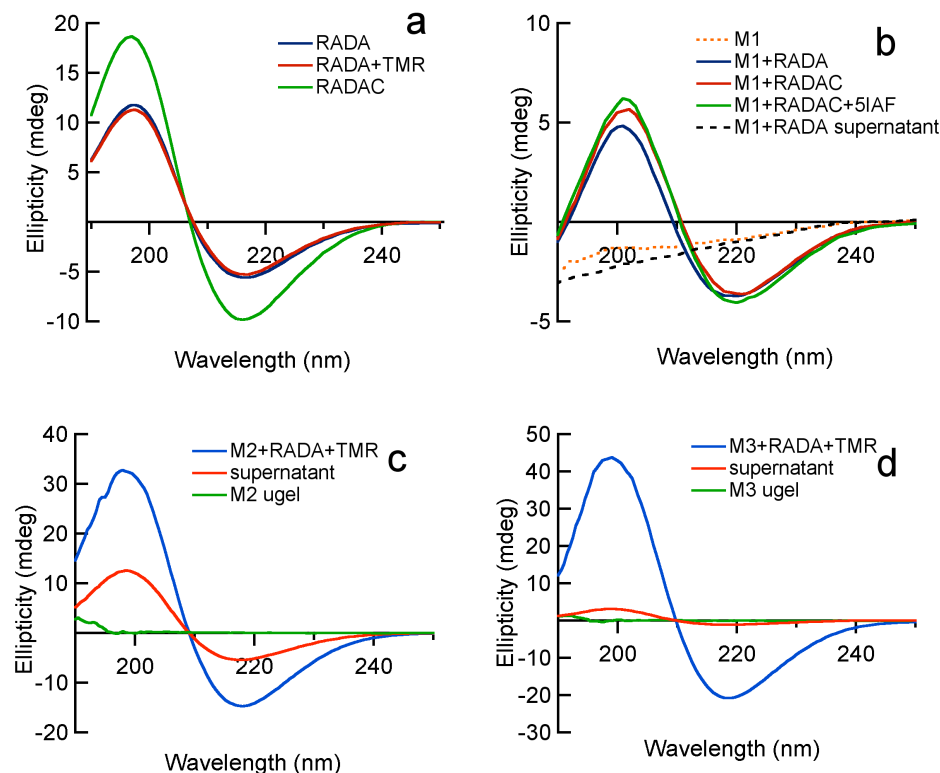 a
20
15
10
5
-5
-10
200
220
240
Ellipticity (mdeg)
Wavelength (nm)
RADA
RADA+TMR
RADAC
b
5
0
-5
200
220
240
Ellipticity (mdeg)
Wavelength (nm)
M1
M1+RADA
M1+RADAC
M1+RADAC+5IAF
M1+RADA supernatant
c
40
30
20
10
-10
-20
200
220
240
Ellipticity (mdeg)
Wavelength (nm)
M2+RADA+TMR
supernatant
M2 ugel
d
50
40
30
20
10
0
-10
-20
-30
200
220
240
Ellipticity (mdeg)
Wavelength (nm)
M3+RADA+TMR
supernatant
M3 ugel